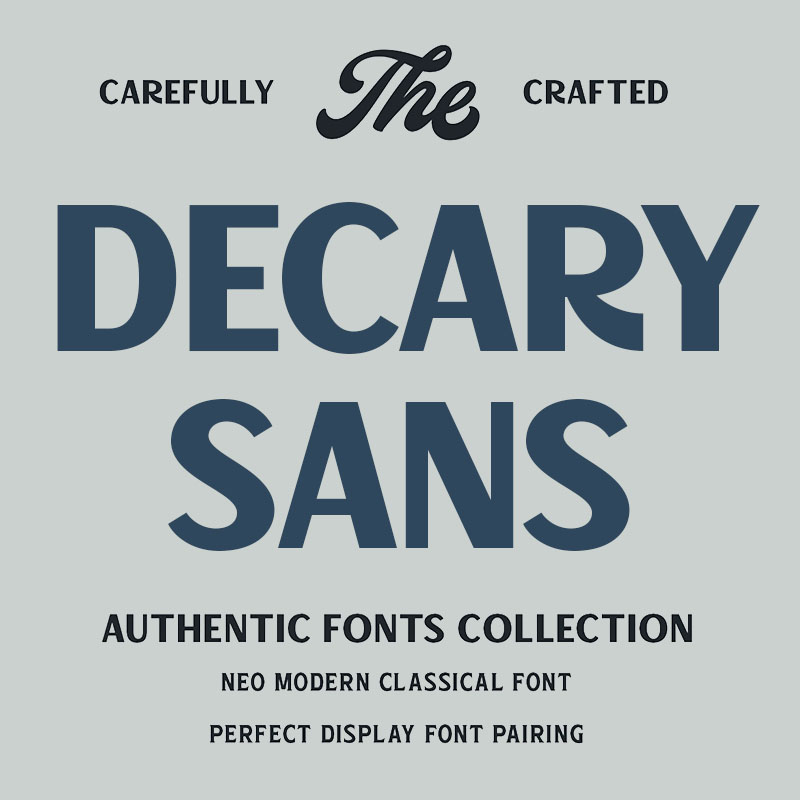 CAREFULLY The CRAFTED
DECARY
SANS
AUTHENTIC FONTS COLLECTION
NEO MODERN CLASSICAL FONT
PERFECT DISPLAY FONT PAIRING